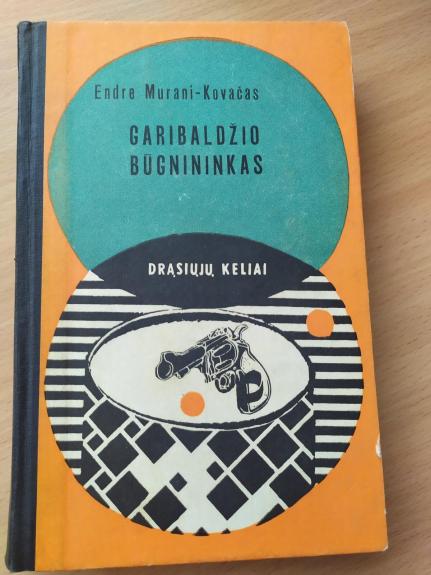 Endre Murani-Kovačas
GARIBALDŽIO
BŪGNININKAS
DRĄSIŲJŲ KELIAI